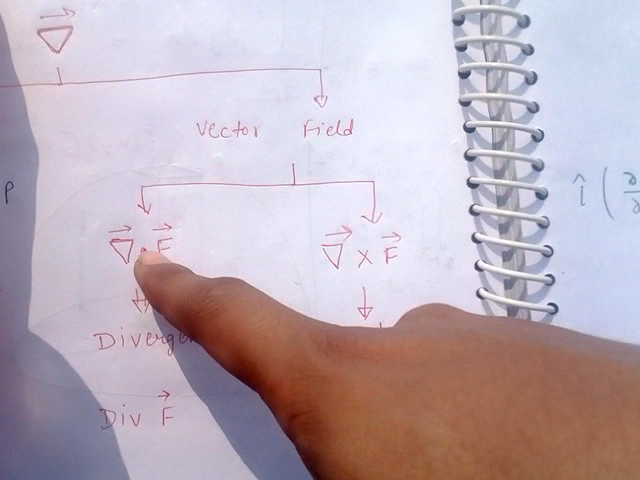 ∇⃗
Vector Field
P
∇⃗ · F⃗
∇⃗ × F⃗
î (∂
Div F⃗